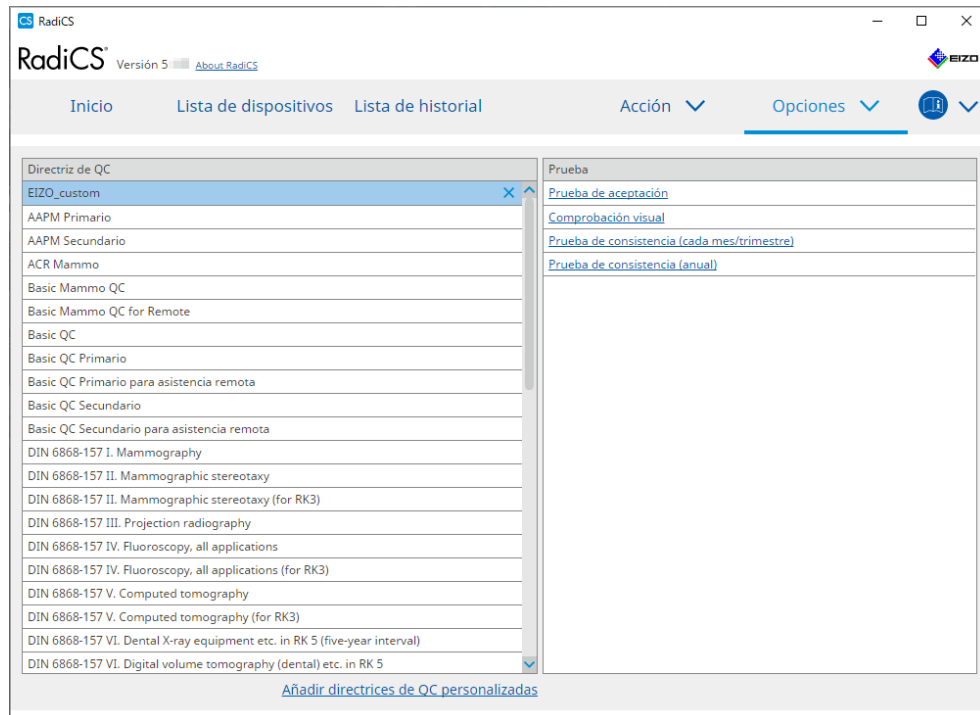 CS RadiCS
RadiCS® Versión 5 About RadiCS
EIZO
Inicio Lista de dispositivos Lista de historial Acción Opciones
Directriz de QC
EIZO_custom
AAPM Primario
AAPM Secundario
ACR Mammo
Basic Mammo QC
Basic Mammo QC for Remote
Basic QC
Basic QC Primario
Basic QC Primario para asistencia remota
Basic QC Secundario
Basic QC Secundario para asistencia remota
DIN 6868-157 I. Mammography
DIN 6868-157 II. Mammographic stereotaxy
DIN 6868-157 II. Mammographic stereotaxy (for RK3)
DIN 6868-157 III. Projection radiography
DIN 6868-157 IV. Fluoroscopy, all applications
DIN 6868-157 IV. Fluoroscopy, all applications (for RK3)
DIN 6868-157 V. Computed tomography
DIN 6868-157 V. Computed tomography (for RK3)
DIN 6868-157 VI. Dental X-ray equipment etc. in RK 5 (five-year interval)
DIN 6868-157 VI. Digital volume tomography (dental) etc. in RK 5
Prueba
Prueba de aceptación
Comprobación visual
Prueba de consistencia (cada mes/trimestre)
Prueba de consistencia (anual)
Añadir directrices de QC personalizadas